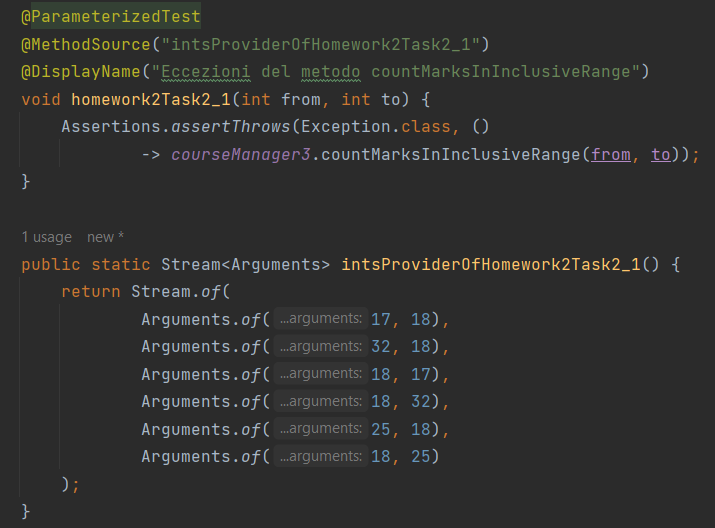 @ParameterizedTest
@MethodSource("intsProviderOfHomework2Task2_1")
@DisplayName("Eccezioni del metodo countMarksInInclusiveRange")
void homework2Task2_1(int from, int to) {
    Assertions.assertThrows(Exception.class, ()
            -> courseManager3.countMarksInInclusiveRange(from, to));
}
1 usage   new *
public static Stream<Arguments> intsProviderOfHomework2Task2_1() {
    return Stream.of(
            Arguments.of( ...arguments: 17, 18),
            Arguments.of( ...arguments: 32, 18),
            Arguments.of( ...arguments: 18, 17),
            Arguments.of( ...arguments: 18, 32),
            Arguments.of( ...arguments: 25, 18),
            Arguments.of( ...arguments: 18, 25)
    );
}